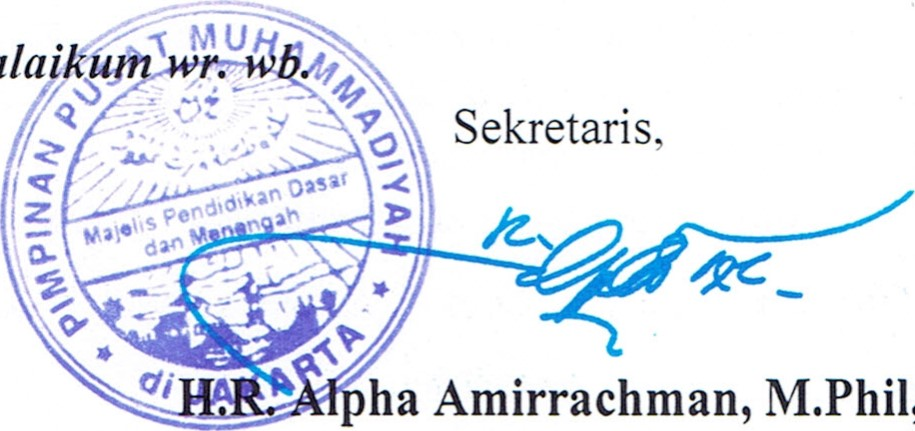 alaikum wr. wb.
PIMPINAN PUSAT MUHAMMADIYAH
Majelis Pendidikan Dasar
dan Menengah
di JAKARTA
Sekretaris,
H.R. Alpha Amirrachman, M.Phil,